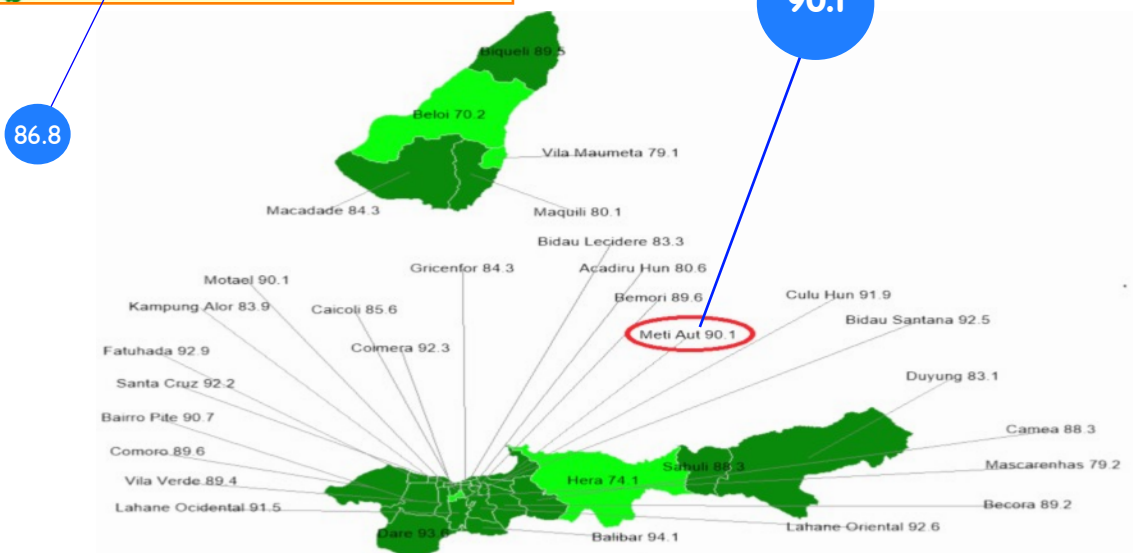 90.1
Biqueli 89.5
86.8
Beloi 70.2
Vila Maumeta 79.1
Macadade 84.3
Maquili 80.1
Bidau Lecidere 83.3
Gricenfor 84.3
Acadiru Hun 80.6
Motael 90.1
Bemori 89.6
Culu Hun 91.9
Kampung Alor 83.9
Caicoli 85.6
Bidau Santana 92.5
Meti Aut 90.1
Fatuhada 92.9
Coimera 92.3
Duyung 83.1
Santa Cruz 92.2
Bairro Pite 90.7
Camea 88.3
Comoro 89.6
Sabuli 88.3
Mascarenhas 79.2
Vila Verde 89.4
Hera 74.1
Lahane Ocidental 91.5
Becora 89.2
Lahane Oriental 92.6
Dare
Balibar 94.1